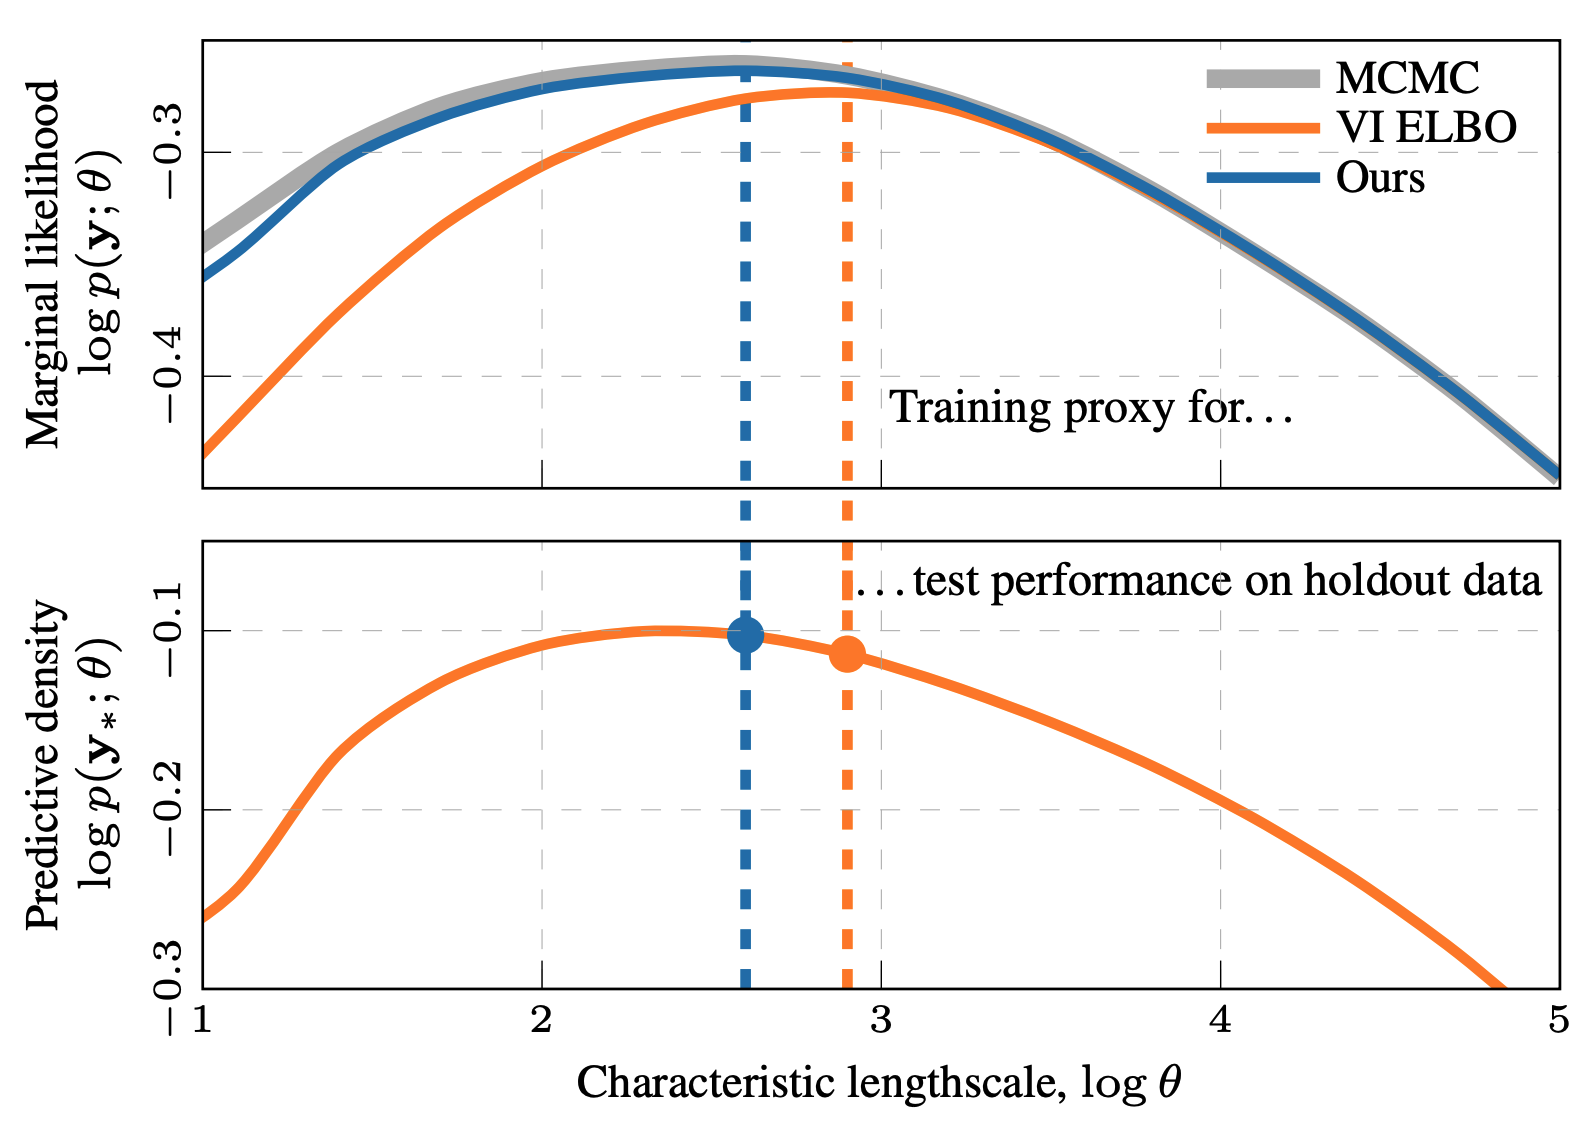 Marginal likelihood
log p(y; θ)
−0.3
−0.4
MCMC
VI ELBO
Ours
Training proxy for…
Predictive density
log p(y∗; θ)
−0.1
−0.2
−0.3
…test performance on holdout data
1 2 3 4 5
Characteristic lengthscale, log θ